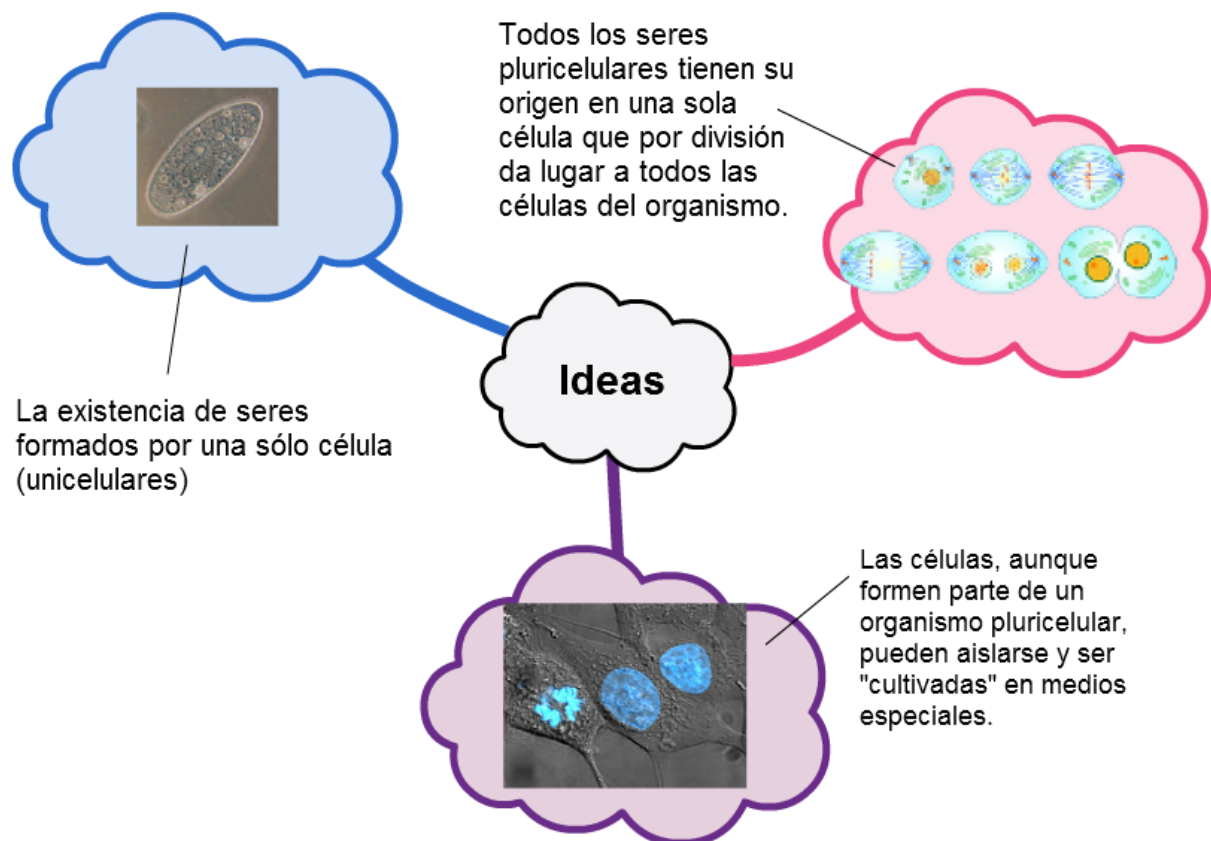 Todos los seres
pluricelulares tienen su
origen en una sola
célula que por división
da lugar a todos las
células del organismo.
Ideas
La existencia de seres
formados por una sólo célula
(unicelulares)
Las células, aunque
formen parte de un
organismo pluricelular,
pueden aislarse y ser
"cultivadas" en medios
especiales.